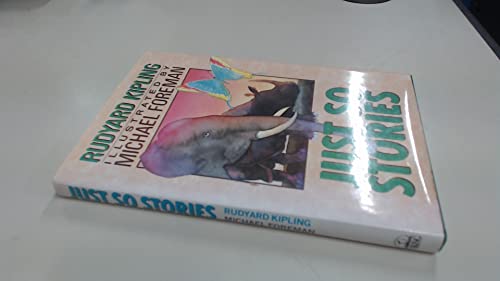 RUDYARD KIPLING
ILLUSTRATED BY
MICHAEL FOREMAN
JUST SO
STORIES
JUST SO STORIES
RUDYARD KIPLING
MICHAEL FOREMAN